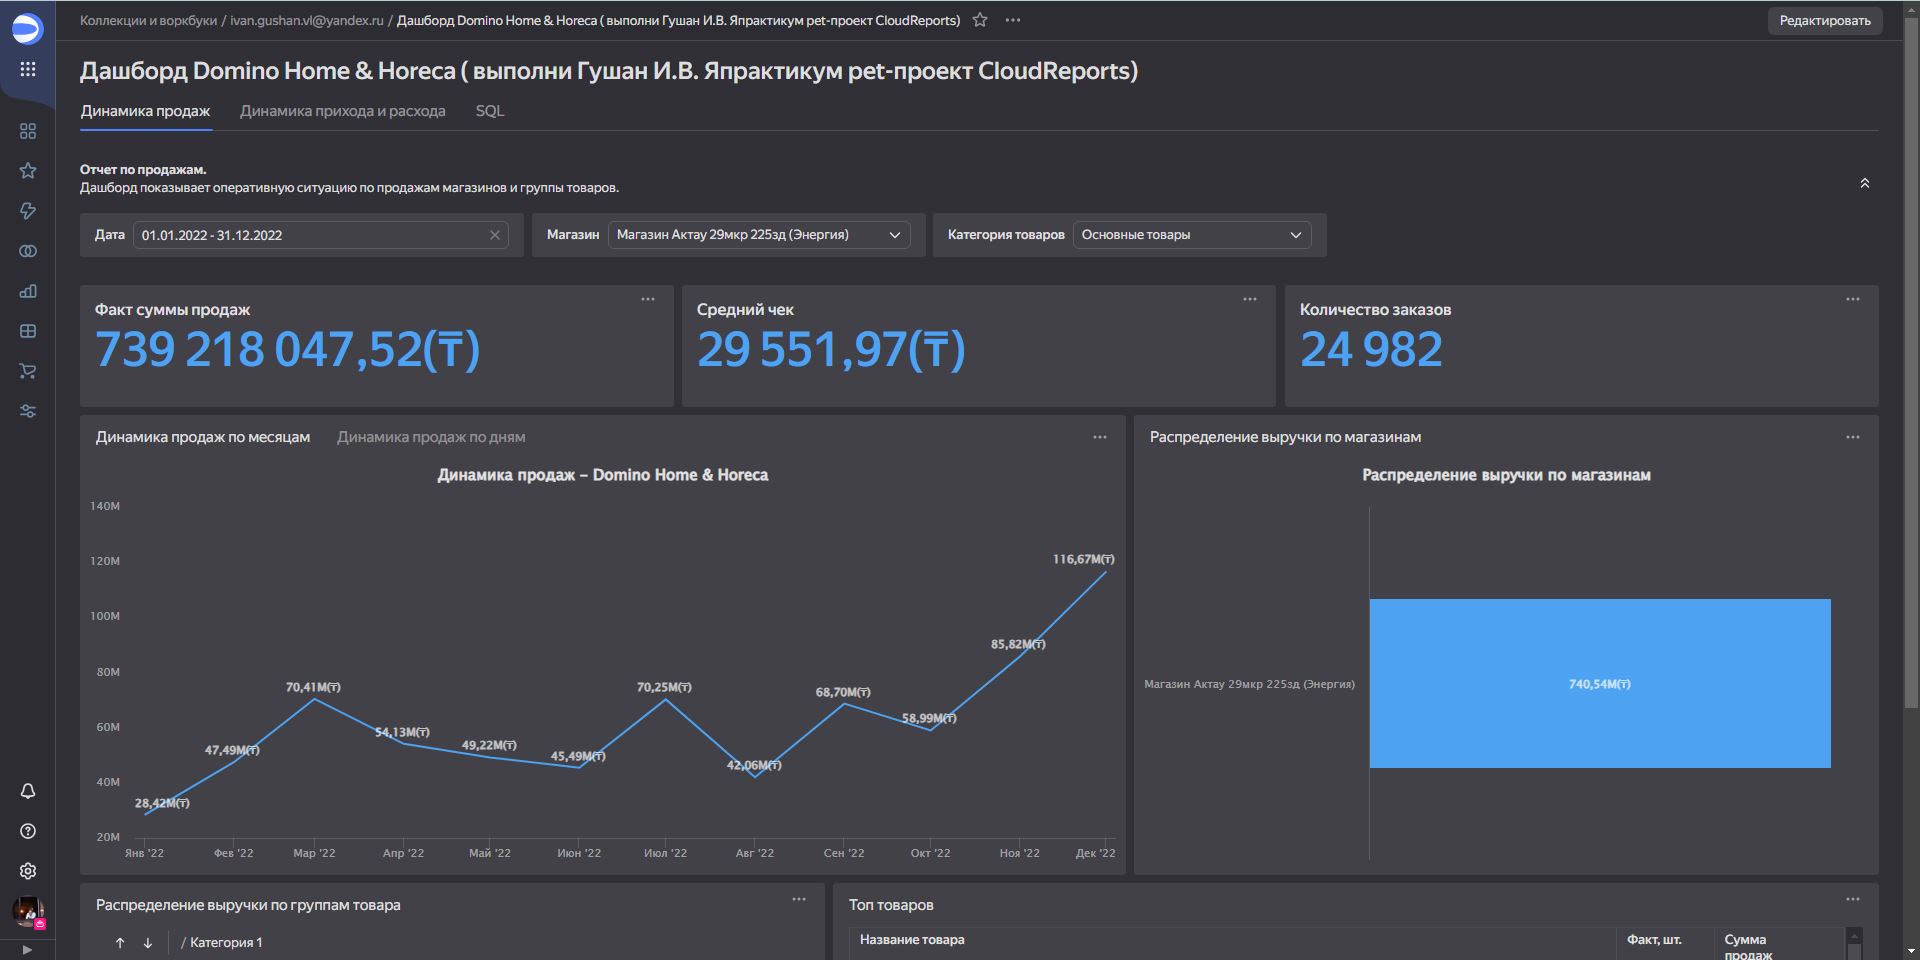 Коллекции и воркбуки / ivan.gushan.vl@yandex.ru / Дашборд Domino Home & Horeca ( выполни Гушан И.В. Япрактикум pet-проект CloudReports)
Редактировать
Дашборд Domino Home & Horeca ( выполни Гушан И.В. Япрактикум pet-проект CloudReports)
Динамика продаж
Динамика прихода и расхода
SQL
Отчет по продажам.
Дашборд показывает оперативную ситуацию по продажам магазинов и группы товаров.
Дата 01.01.2022 - 31.12.2022
Магазин Магазин Актау 29мкр 225зд (Энергия)
Категория товаров Основные товары
Факт суммы продаж
739 218 047,52(₸)
Средний чек
29 551,97(₸)
Количество заказов
24 982
Динамика продаж по месяцам
Динамика продаж по дням
Динамика продаж – Domino Home & Horeca
140M
120M
100M
80M
60M
40M
20M
28,42M(₸)
47,49M(₸)
70,41M(₸)
54,13M(₸)
49,22M(₸)
45,49M(₸)
70,25M(₸)
42,06M(₸)
68,70M(₸)
58,99M(₸)
85,82M(₸)
116,67M(₸)
Янв '22
Фев '22
Мар '22
Апр '22
Май '22
Июн '22
Июл '22
Авг '22
Сен '22
Окт '22
Ноя '22
Дек '22
Распределение выручки по магазинам
Распределение выручки по магазинам
Магазин Актау 29мкр 225зд (Энергия)
740,54M(₸)
Распределение выручки по группам товара
/ Категория 1
Топ товаров
Название товара
Факт, шт.
Сумма
продаж